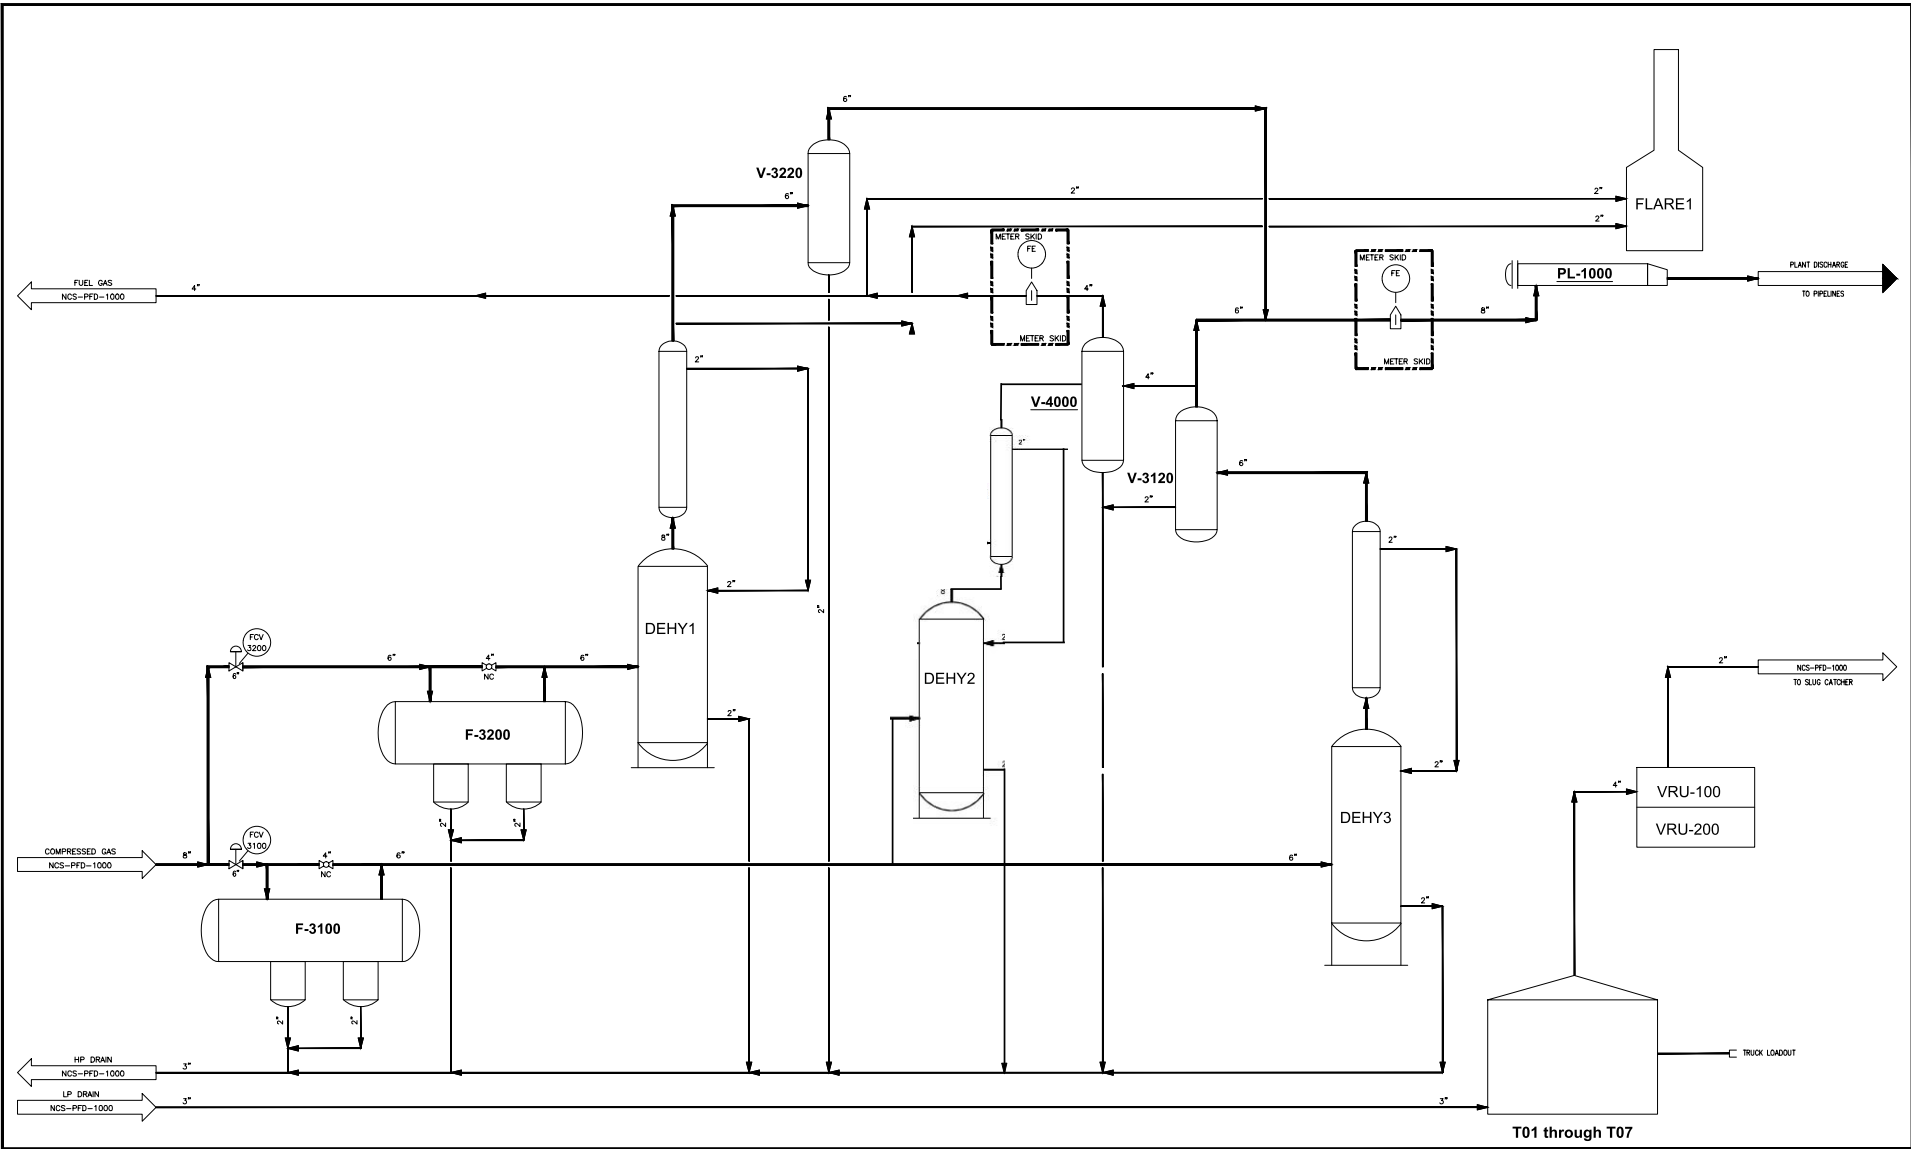 6"
V-3220
6"
2"
2"
FLARE1
2"
METER SKID
FE
METER SKID
FE
PL-1000
PLANT DISCHARGE
TO PIPELINES
FUEL GAS
NCS-PFD-1000
4"
4"
6"
8"
METER SKID
METER SKID
2"
4"
V-4000
2"
6"
V-3120
2"
8"
2"
2"
2"
DEHY1
2"
FCV
3200
6"
6"
4"
NC
6"
DEHY2
2"
NCS-PFD-1000
TO SLUG CATCHER
2"
F-3200
2"
4"
VRU-100
VRU-200
2"
2"
DEHY3
FCV
3100
COMPRESSED GAS
NCS-PFD-1000
8"
6"
4"
NC
6"
6"
2"
F-3100
2"
2"
HP DRAIN
NCS-PFD-1000
3"
TRUCK LOADOUT
LP DRAIN
NCS-PFD-1000
3"
3"
T01 through T07